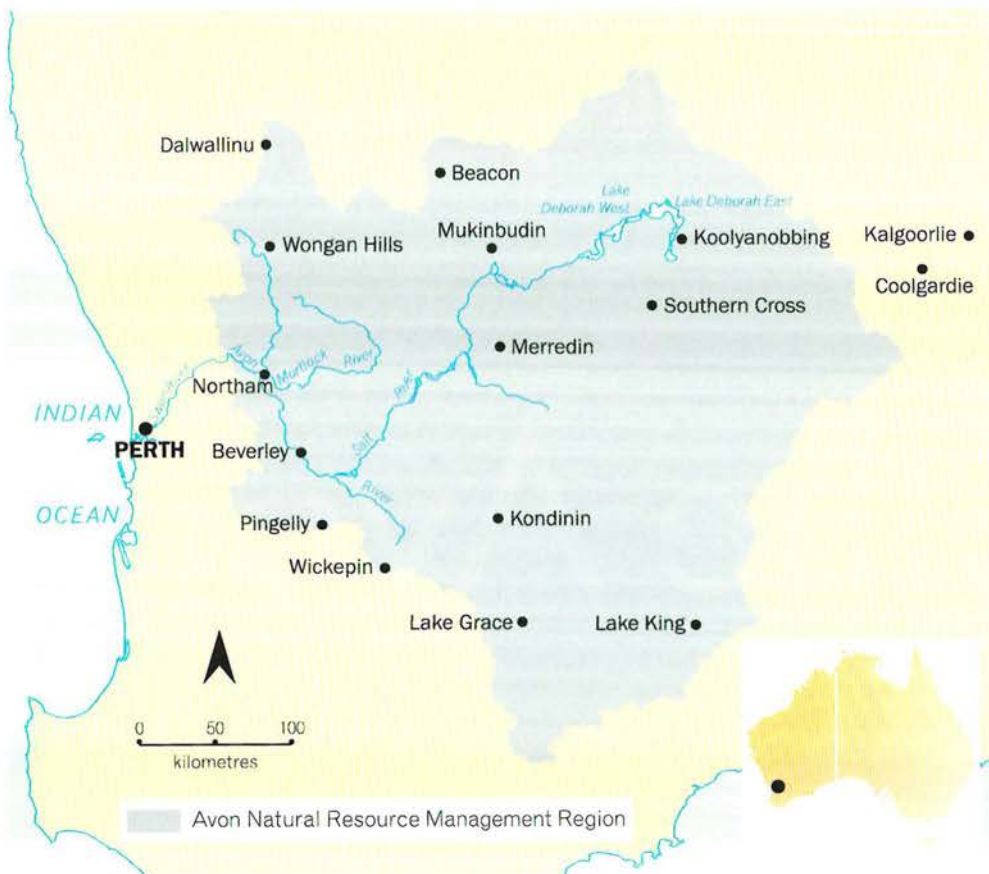 Dalwallinu
Beacon
Lake
Deborah West
Lake Deborah East
Mukinbudin
Wongan Hills
Koolyanobbing
Kalgoorlie
Coolgardie
Southern Cross
Merredin
Avon
Murtlock
River
Northam
River
INDIAN
PERTH
Salt
Beverley
River
OCEAN
Pingelly
Kondinin
Wickepin
Lake Grace
Lake King
0 50 100
kilometres
Avon Natural Resource Management Region